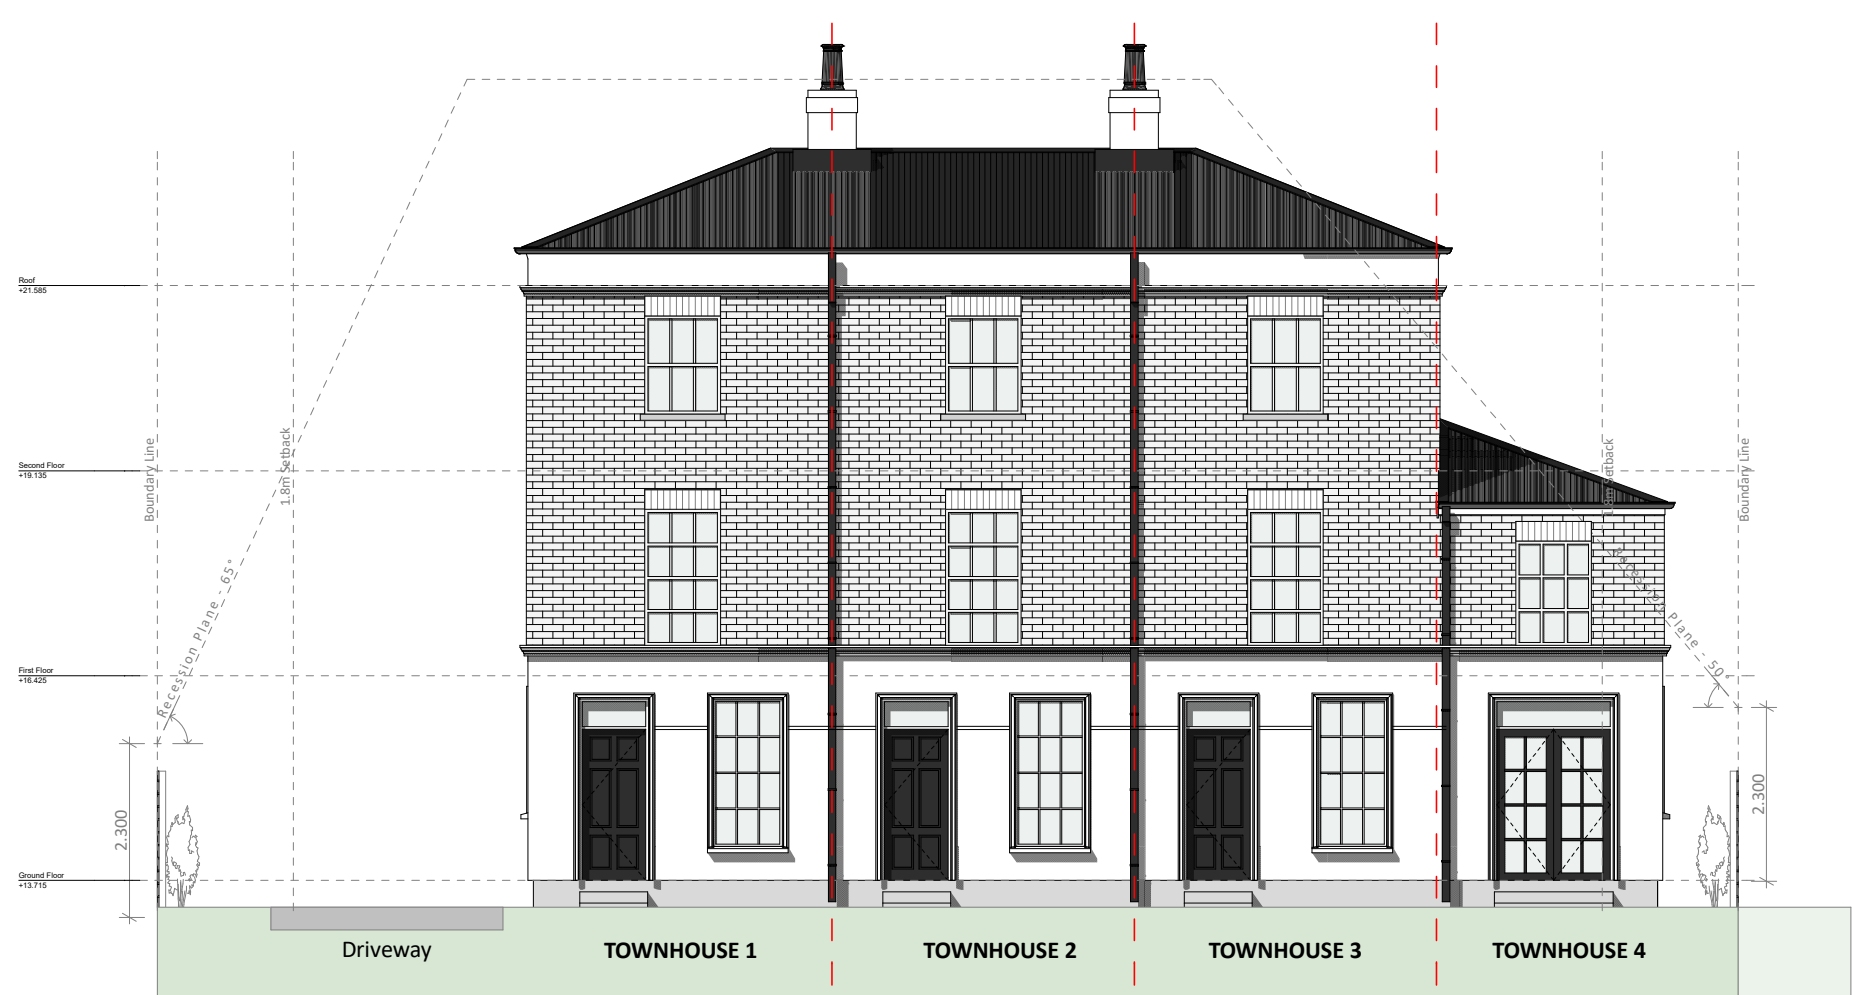 Roof
+21.585
Second Floor
+19.135
First Floor
+16.425
Ground Floor
+13.715
Boundary Line
1.8m Setback
Recession Plane - 65°
2.300
1.8m Setback
Boundary Line
Recession Plane - 50°
2.300
Driveway
TOWNHOUSE 1
TOWNHOUSE 2
TOWNHOUSE 3
TOWNHOUSE 4